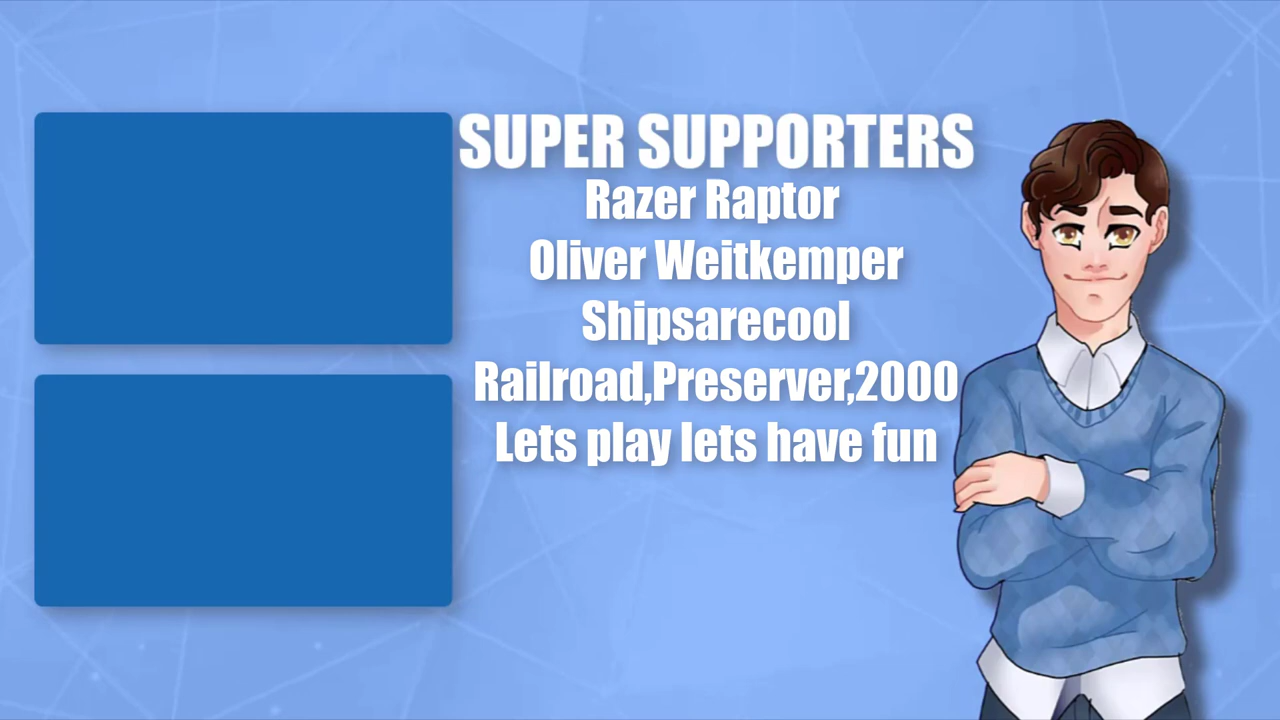 SUPER SUPPORTERS
Razer Raptor
Oliver Weitkemper
Shipsarecool
Railroad,Preserver,2000
Lets play lets have fun